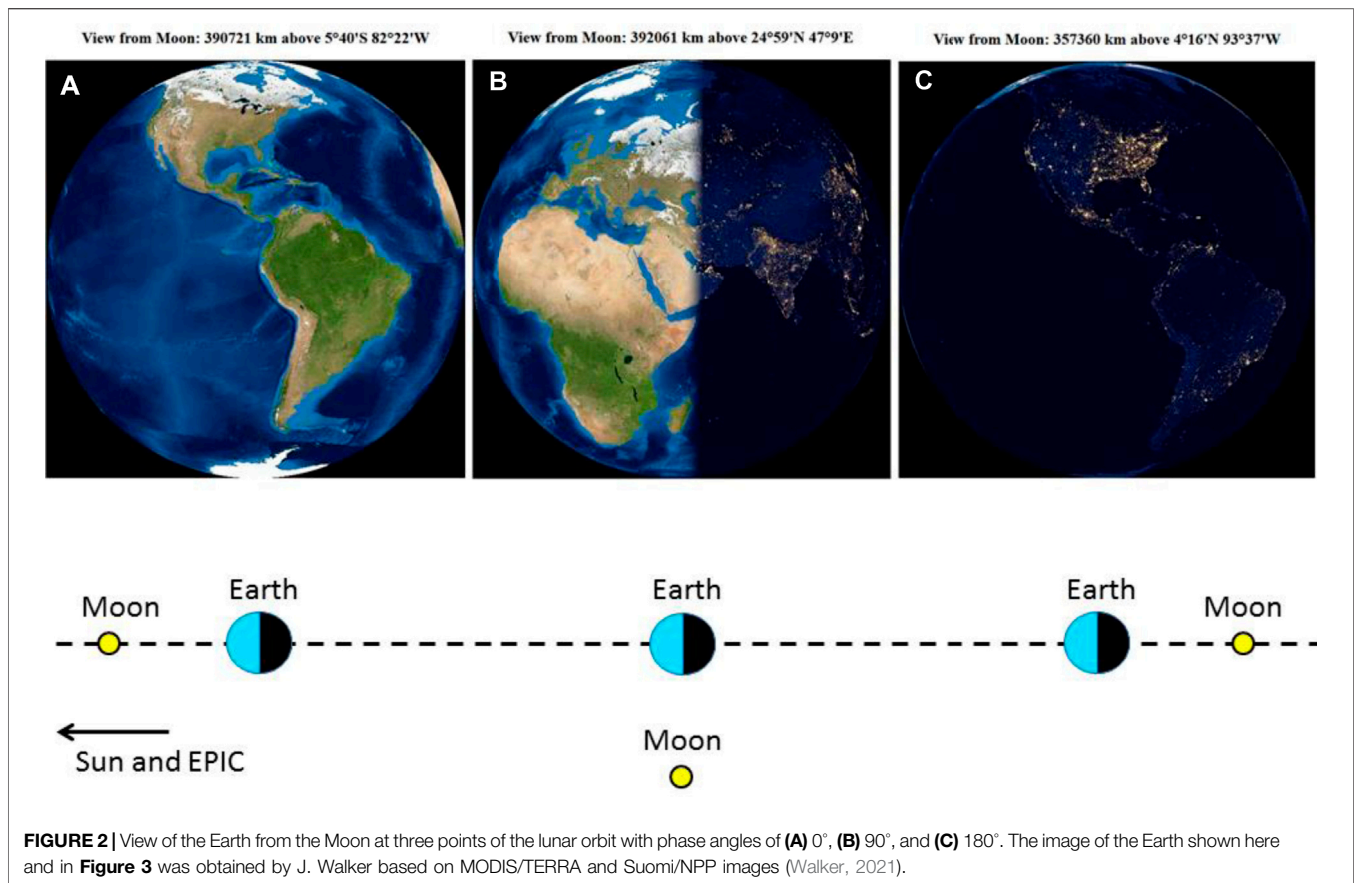 View from Moon: 390721 km above 5°40'S 82°22'W
View from Moon: 392061 km above 24°59'N 47°9'E
View from Moon: 357360 km above 4°16'N 93°37'W
A
B
C
Moon
Earth
Earth
Earth
Moon
Sun and EPIC
Moon
FIGURE 2 | View of the Earth from the Moon at three points of the lunar orbit with phase angles of (A) 0°, (B) 90°, and (C) 180°. The image of the Earth shown here
and in Figure 3 was obtained by J. Walker based on MODIS/TERRA and Suomi/NPP images (Walker, 2021).